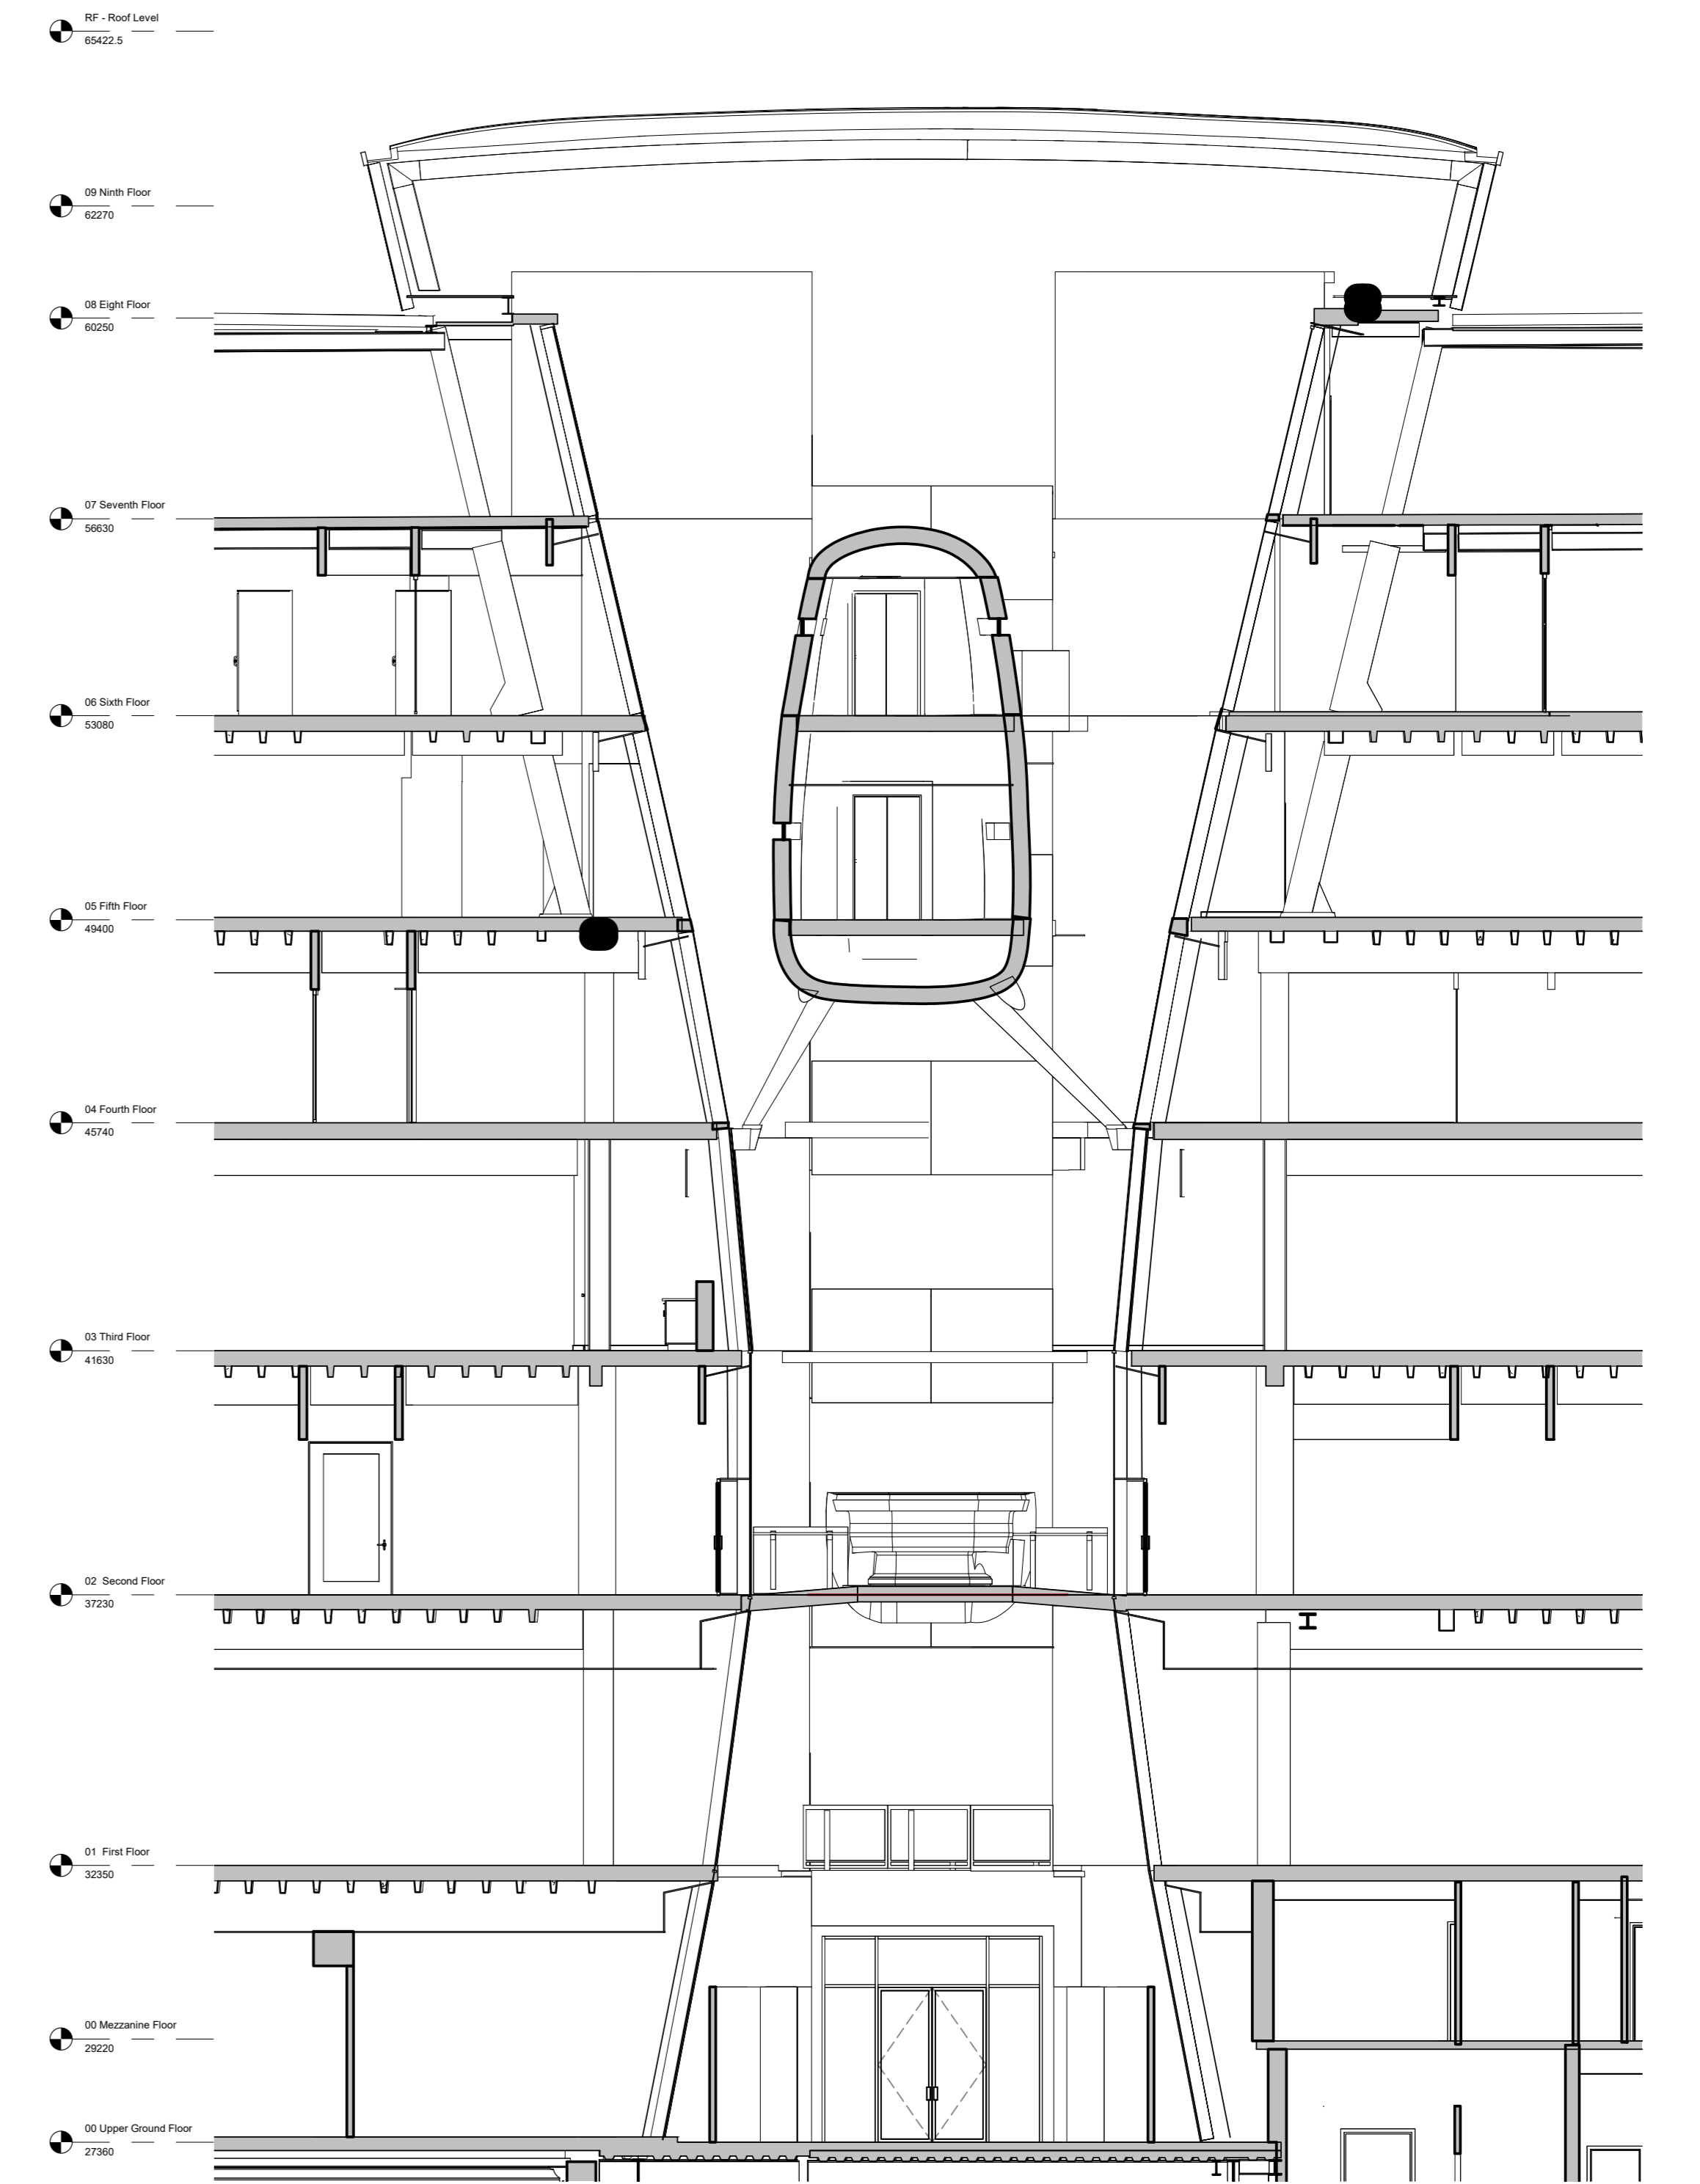 RF - Roof Level
65422.5
09 Ninth Floor
62270
08 Eight Floor
60250
07 Seventh Floor
56630
06 Sixth Floor
53080
05 Fifth Floor
49400
04 Fourth Floor
45740
03 Third Floor
41630
02 Second Floor
37230
01 First Floor
32350
00 Mezzanine Floor
29220
00 Upper Ground Floor
27360